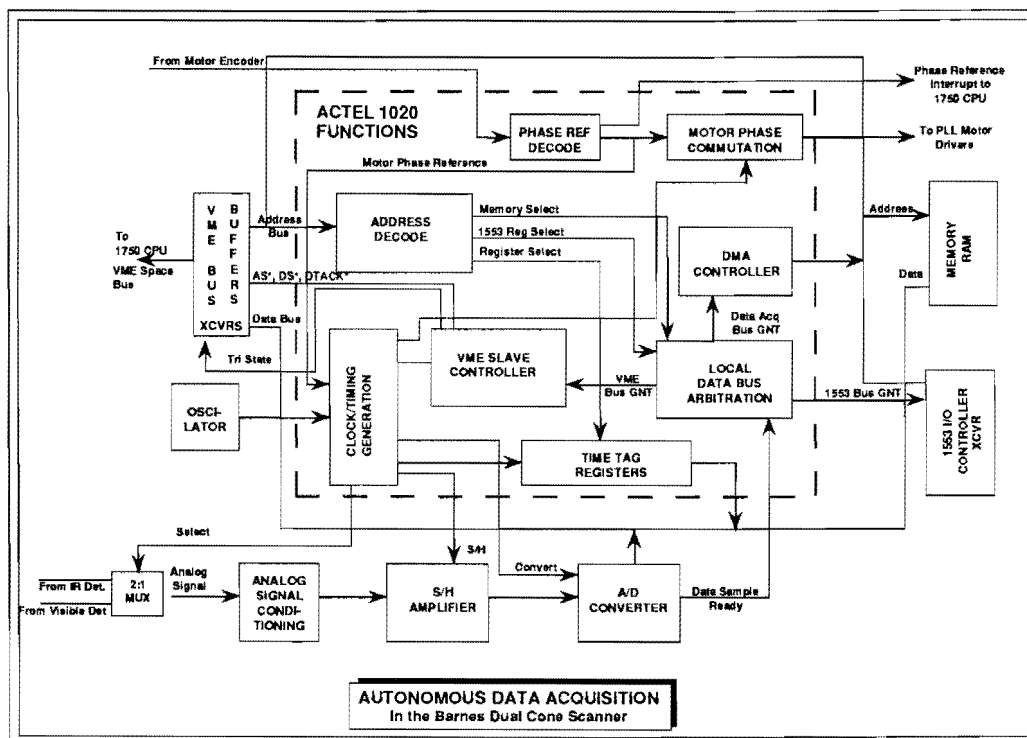 From Motor Encoder
Phase Reference
Interrupt to
1750 CPU
ACTEL 1020
FUNCTIONS
PHASE REF
DECODE
MOTOR PHASE
COMMUTATION
To PLL Motor
Drivers
Motor Phase Reference
VME BUS
BUFFERS
XCVRS
Address
Bus
ADDRESS
DECODE
Memory Select
1553 Reg Select
Register Select
DMA
CONTROLLER
Address
Data
MEMORY
RAM
To
1750 CPU
VME Space
Bus
AS*, DS*, DTACK*
Data Bus
Tri State
Data Acq
Bus GNT
CLOCK/TIMING
GENERATION
VME SLAVE
CONTROLLER
VME
Bus GNT
LOCAL
DATA BUS
ARBITRATION
1553 Bus GNT
1553 I/O
CONTROLLER
XCVR
OSCI-
LATOR
TIME TAG
REGISTERS
Select
S/H
Convert
From IR Det.
From Visible Det
2:1
MUX
Analog
Signal
ANALOG
SIGNAL
CONDI-
TIONING
S/H
AMPLIFIER
A/D
CONVERTER
Data Sample
Ready
AUTONOMOUS DATA ACQUISITION
In the Barnes Dual Cone Scanner